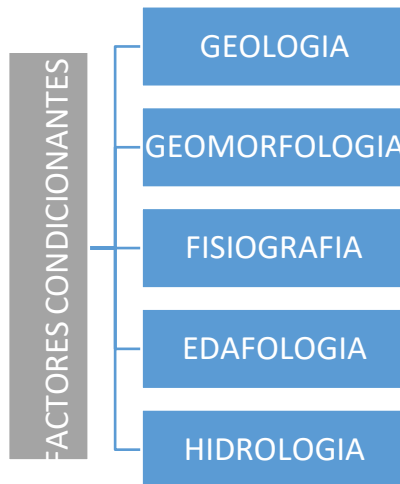 FACTORES CONDICIONANTES
GEOLOGIA
GEOMORFOLOGIA
FISIOGRAFIA
EDAFOLOGIA
HIDROLOGIA